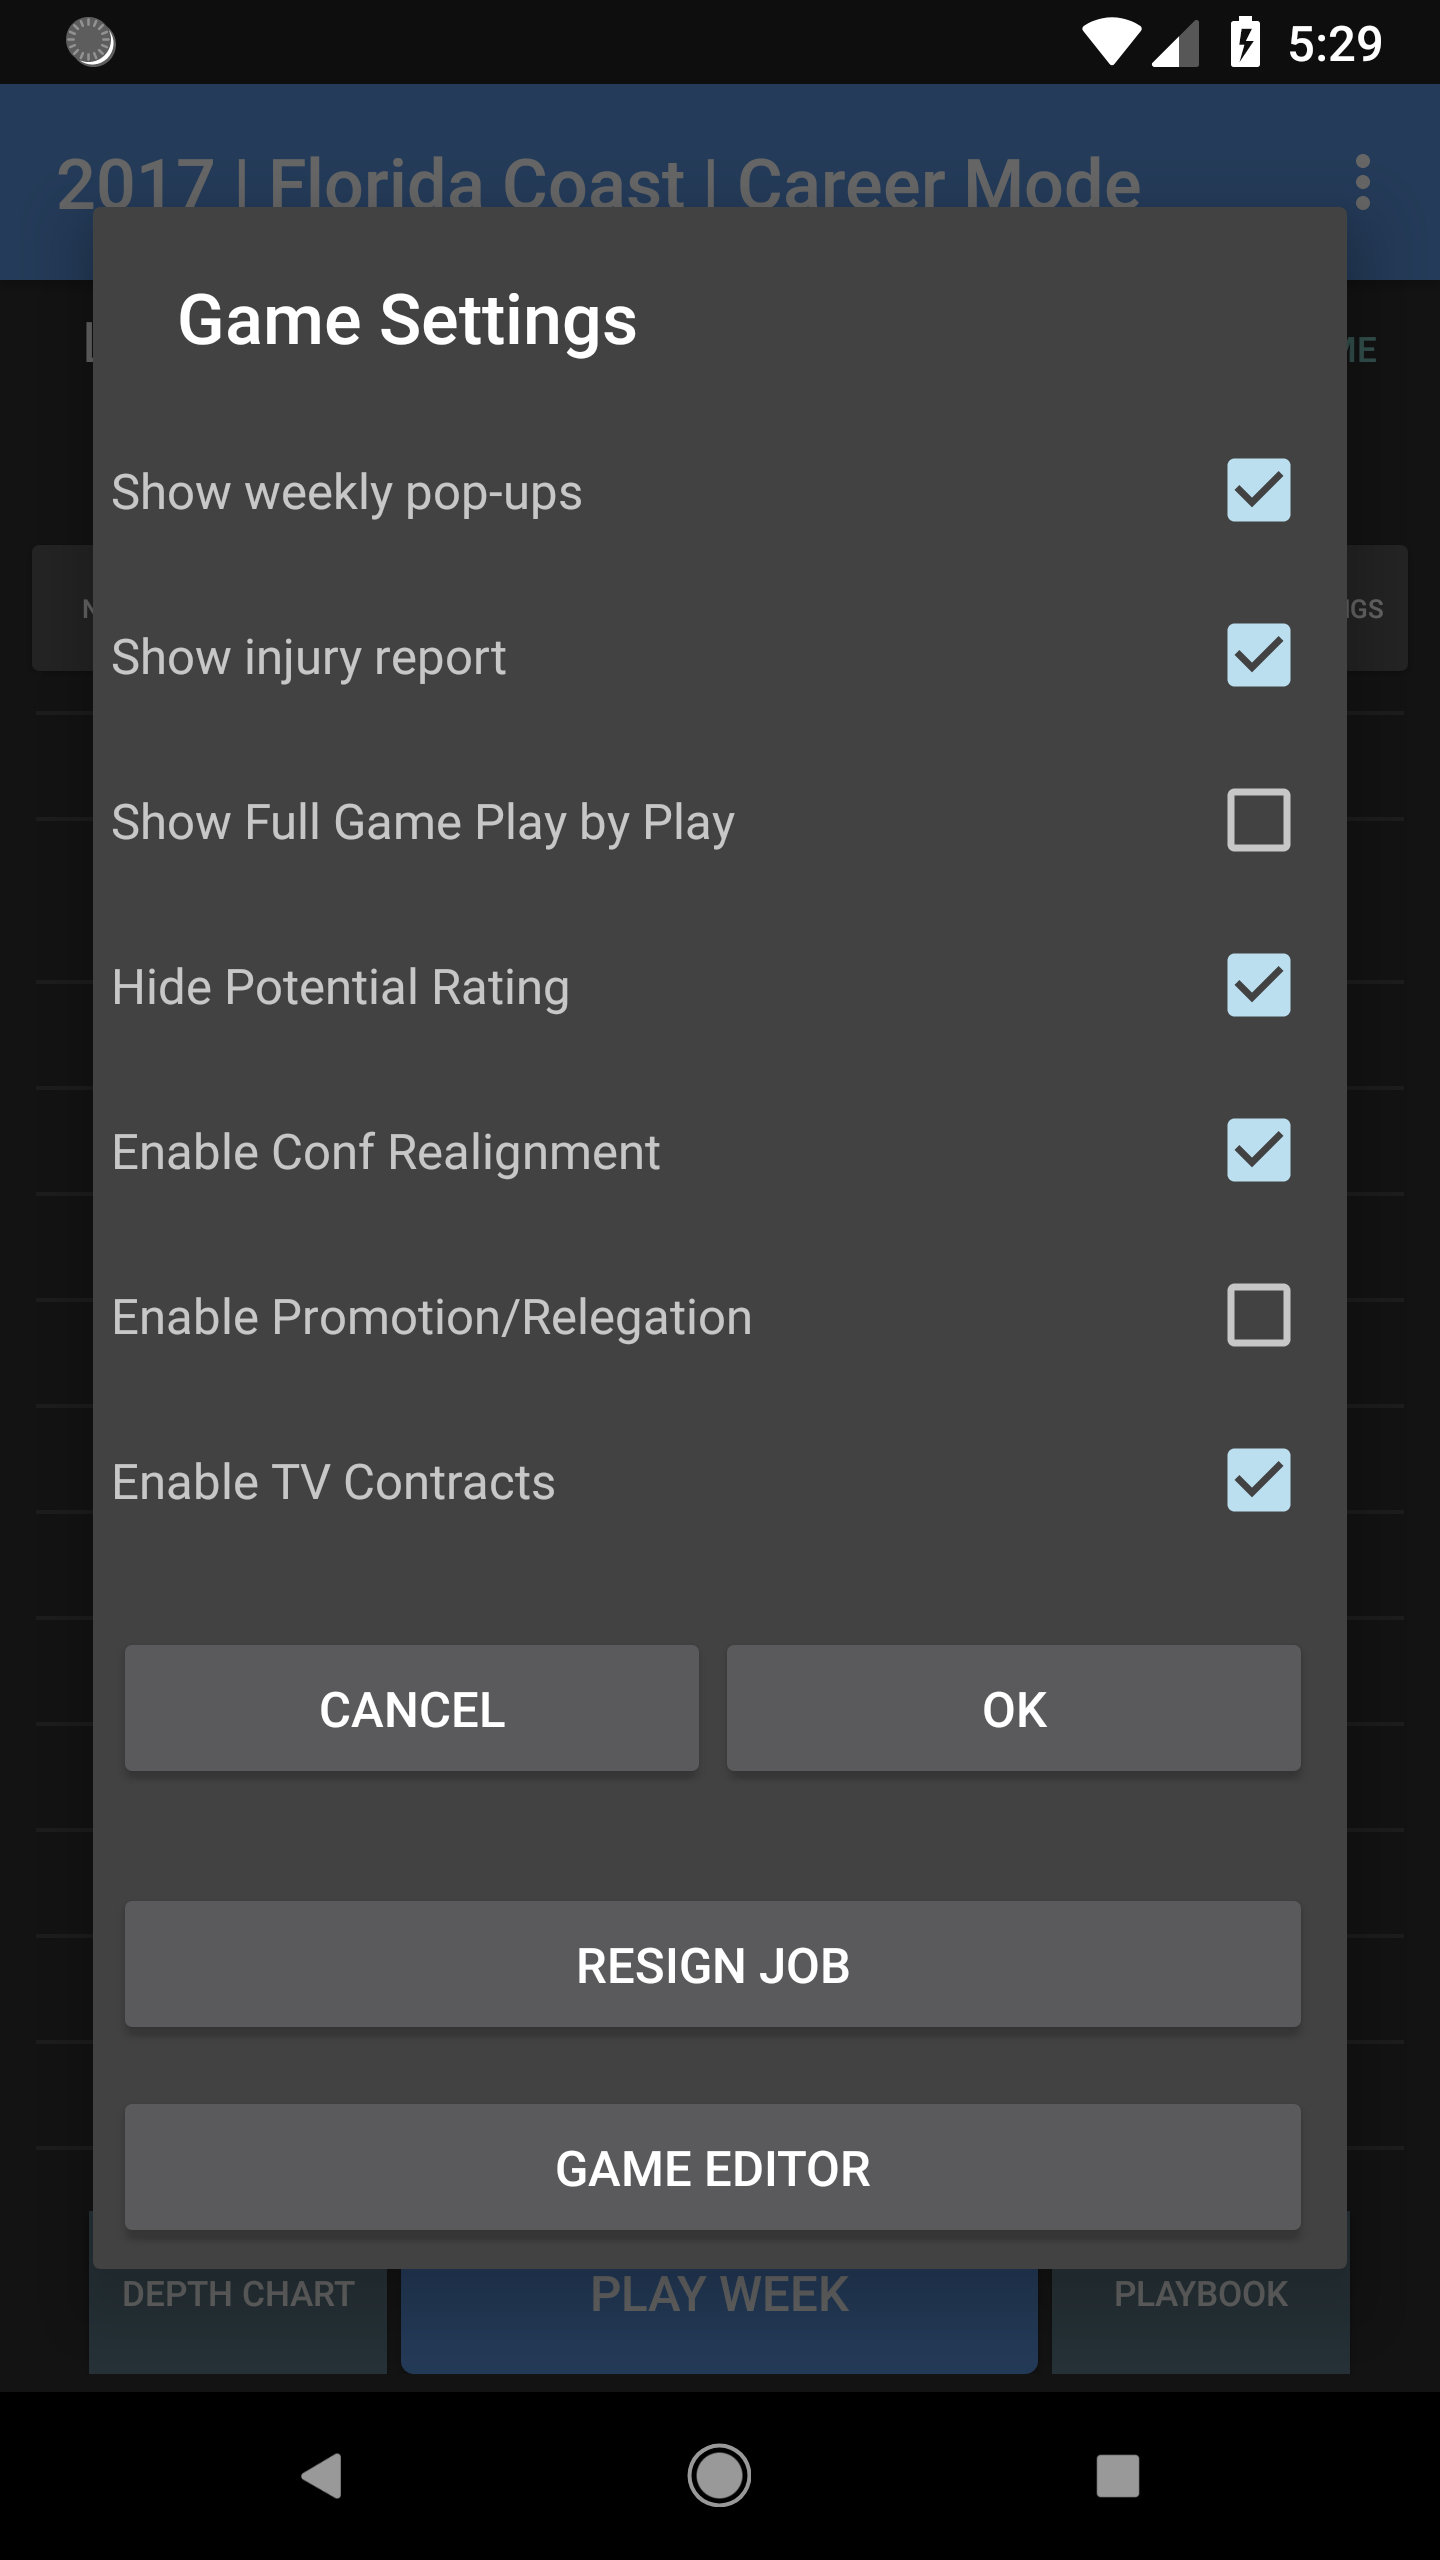 5:29
2017 | Florida Coast | Career Mode
Game Settings
Show weekly pop-ups
Show injury report
Show Full Game Play by Play
Hide Potential Rating
Enable Conf Realignment
Enable Promotion/Relegation
Enable TV Contracts
CANCEL OK
RESIGN JOB
GAME EDITOR
DEPTH CHART PLAY WEEK PLAYBOOK